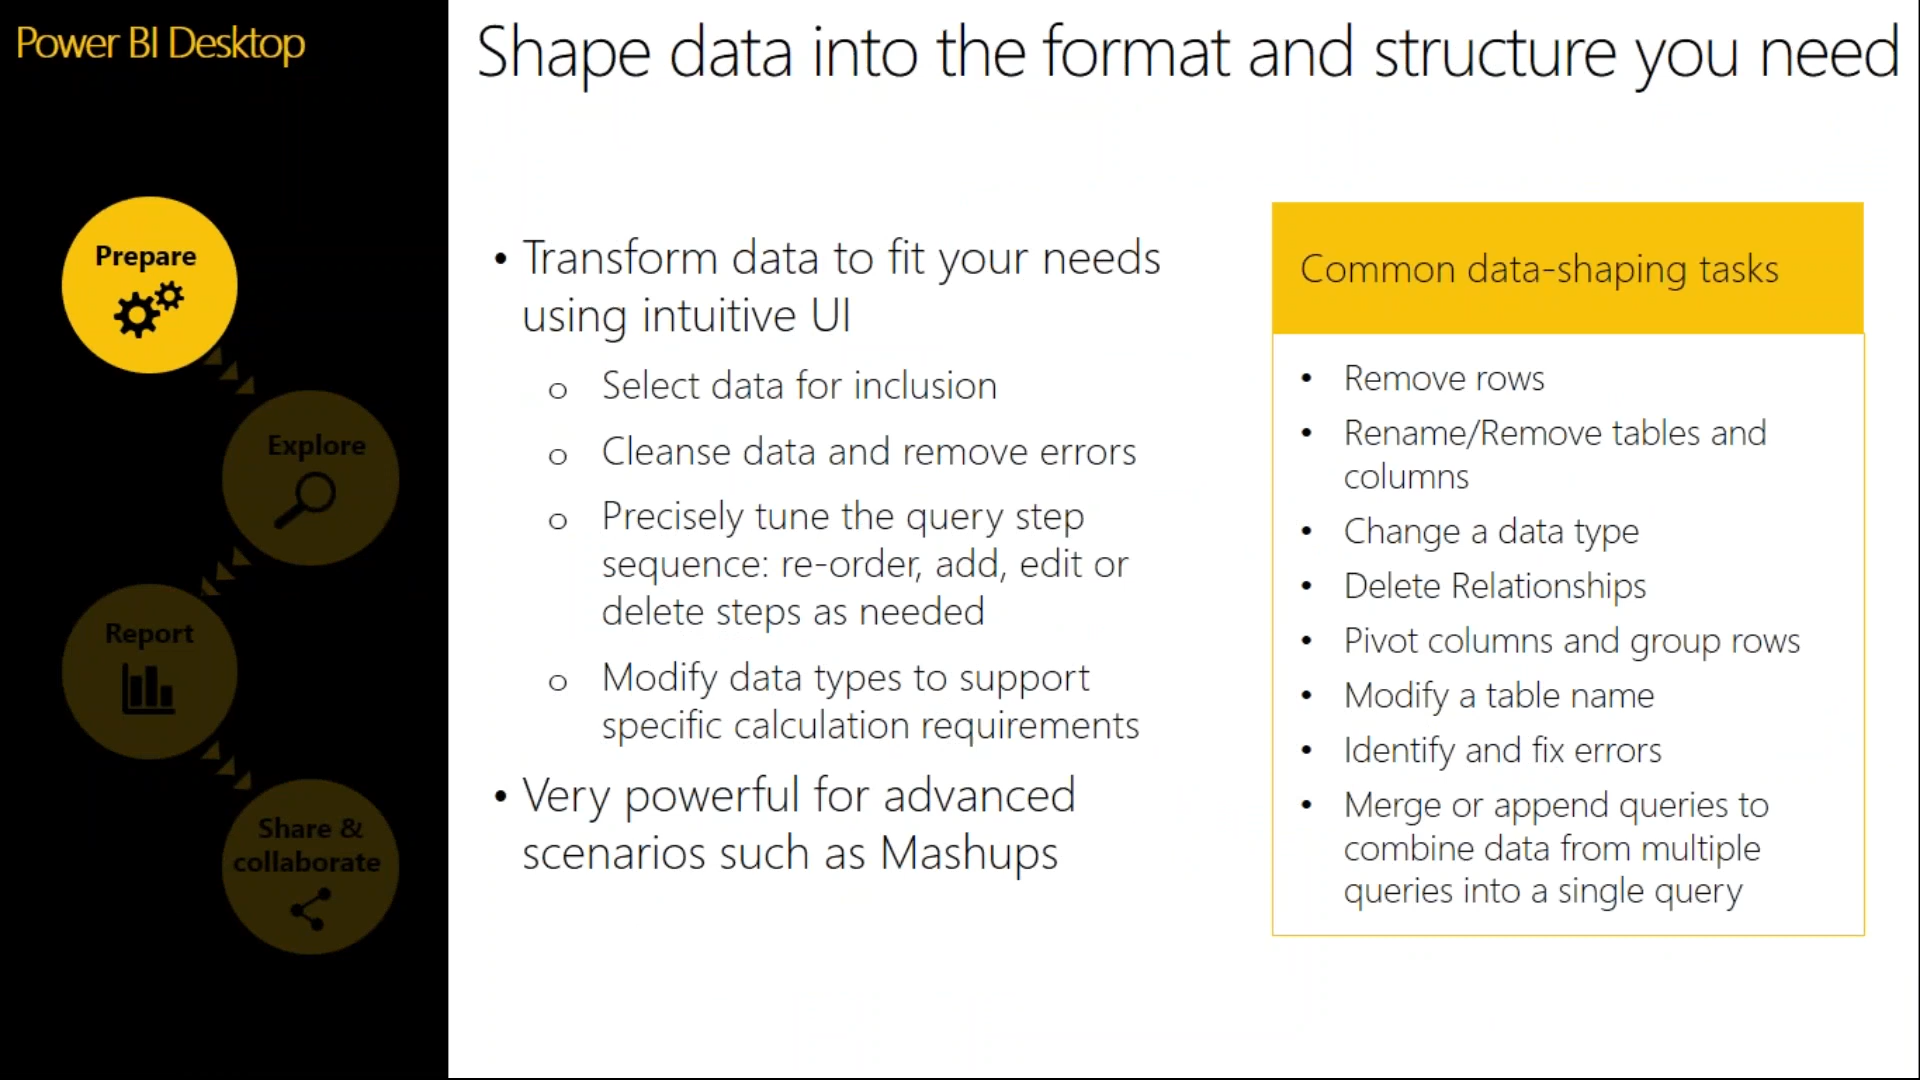 Power BI Desktop
Shape data into the format and structure you need
Prepare
Explore
Report
Share &
collaborate
• Transform data to fit your needs
using intuitive UI
o Select data for inclusion
o Cleanse data and remove errors
o Precisely tune the query step
sequence: re-order, add, edit or
delete steps as needed
o Modify data types to support
specific calculation requirements
• Very powerful for advanced
scenarios such as Mashups
Common data-shaping tasks
• Remove rows
• Rename/Remove tables and
columns
• Change a data type
• Delete Relationships
• Pivot columns and group rows
• Modify a table name
• Identify and fix errors
• Merge or append queries to
combine data from multiple
queries into a single query